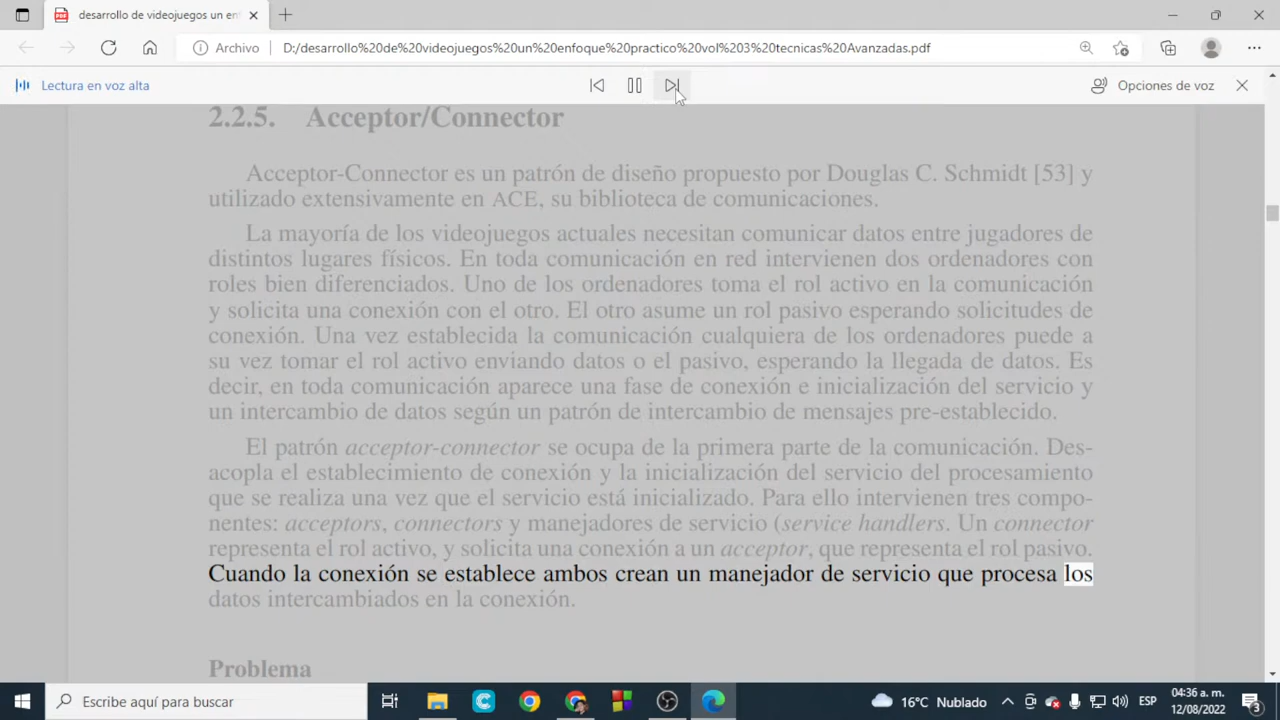 desarrollo de videojuegos un en
Archivo
D:/desarrollo%20de%20videojuegos%20un%20enfoque%20practico%20vol%203%20tecnicas%20Avanzadas.pdf
Lectura en voz alta
Opciones de voz
2.2.5. Acceptor/Connector
Acceptor-Connector es un patrón de diseño propuesto por Douglas C. Schmidt [53] y
utilizado extensivamente en ACE, su biblioteca de comunicaciones.
La mayoría de los videojuegos actuales necesitan comunicar datos entre jugadores de
distintos lugares físicos. En toda comunicación en red intervienen dos ordenadores con
roles bien diferenciados. Uno de los ordenadores toma el rol activo en la comunicación
y solicita una conexión con el otro. El otro asume un rol pasivo esperando solicitudes de
conexión. Una vez establecida la comunicación cualquiera de los ordenadores puede a
su vez tomar el rol activo enviando datos o el pasivo, esperando la llegada de datos. Es
decir, en toda comunicación aparece una fase de conexión e inicialización del servicio y
un intercambio de datos según un patrón de intercambio de mensajes pre-establecido.
El patrón acceptor-connector se ocupa de la primera parte de la comunicación. Des-
acopla el establecimiento de conexión y la inicialización del servicio del procesamiento
que se realiza una vez que el servicio está inicializado. Para ello intervienen tres compo-
nentes: acceptors, connectors y manejadores de servicio (service handlers. Un connector
representa el rol activo, y solicita una conexión a un acceptor, que representa el rol pasivo.
Cuando la conexión se establece ambos crean un manejador de servicio que procesa los
datos intercambiados en la conexión.
Problema
Escribe aquí para buscar
16°C Nublado
ESP
04:36 a. m.
12/08/2022
3